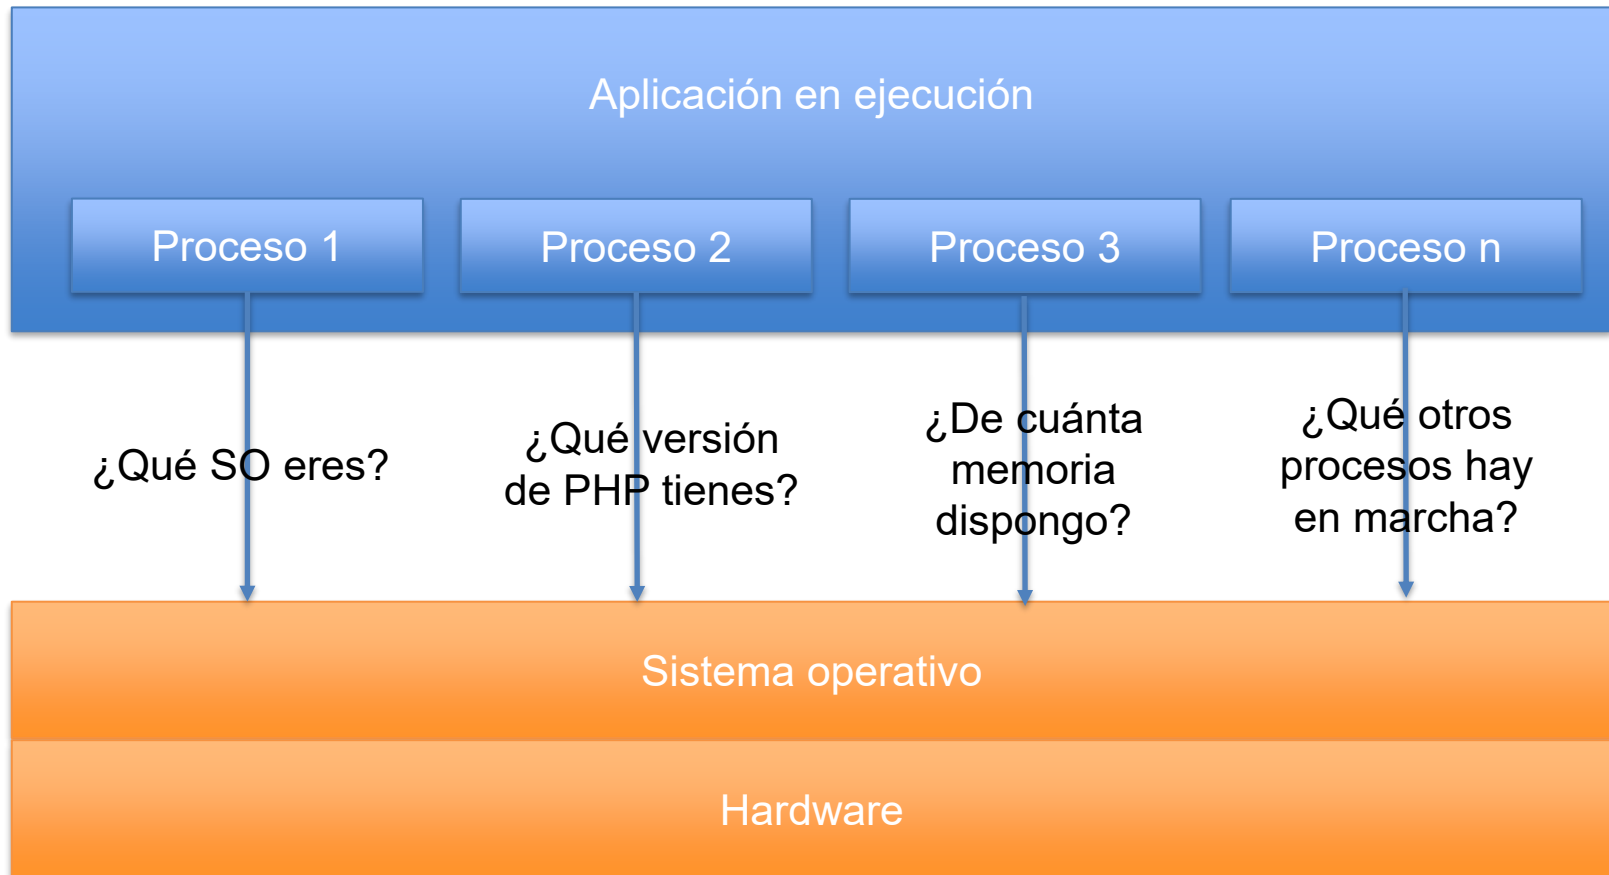 Aplicación en ejecución
Proceso 1
Proceso 2
Proceso 3
Proceso n
¿Qué SO eres?
¿Qué versión
de PHP tienes?
¿De cuánta
memoria
dispongo?
¿Qué otros
procesos hay
en marcha?
Sistema operativo
Hardware